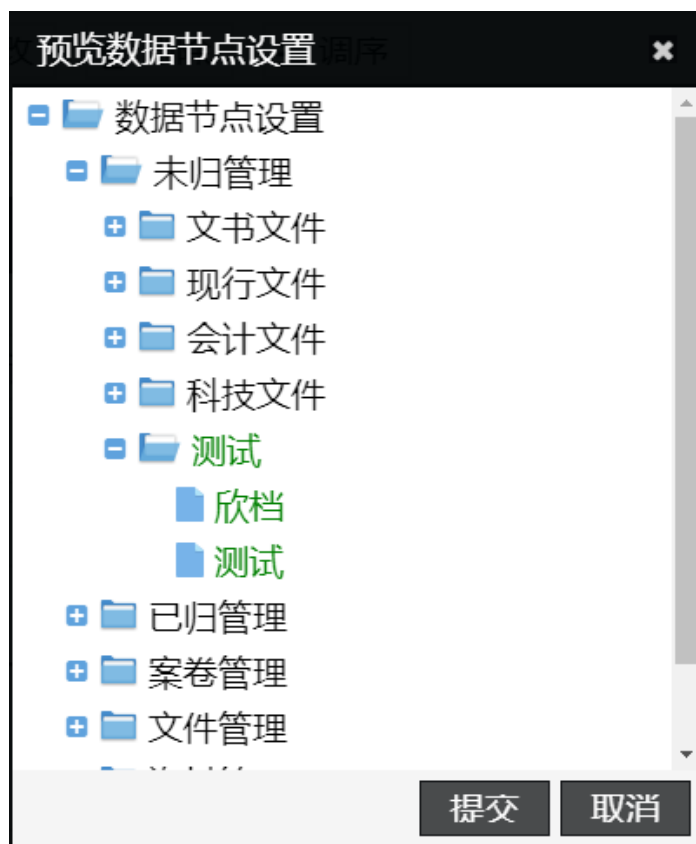 预览数据节点设置
调序
数据节点设置
未归管理
文书文件
现行文件
会计文件
科技文件
测试
欣档
测试
已归管理
案卷管理
文件管理
提交 取消